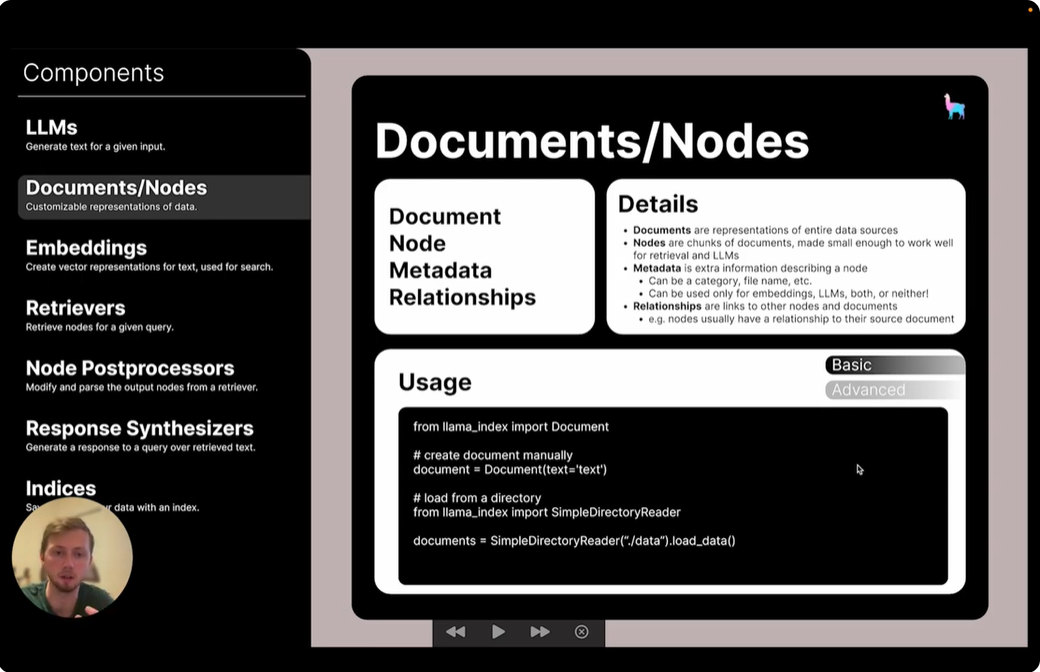 Components
LLMs
Generate text for a given input.
Documents/Nodes
Customizable representations of data.
Embeddings
Create vector representations for text, used for search.
Retrievers
Retrieve nodes for a given query.
Node Postprocessors
Modify and parse the output nodes from a retriever.
Response Synthesizers
Generate a response to a query over retrieved text.
Indices
data with an index.
Documents/Nodes
Document
Node
Metadata
Relationships
Details
• Documents are representations of entire data sources
• Nodes are chunks of documents, made small enough to work well
for retrieval and LLMs
• Metadata is extra information describing a node
• Can be a category, file name, etc.
• Can be used only for embeddings, LLMs, both, or neither!
• Relationships are links to other nodes and documents
• e.g. nodes usually have a relationship to their source document
Usage
Basic
Advanced
from llama_index import Document
# create document manually
document = Document(text='text')
# load from a directory
from llama_index import SimpleDirectoryReader
documents = SimpleDirectoryReader("./data").load_data()